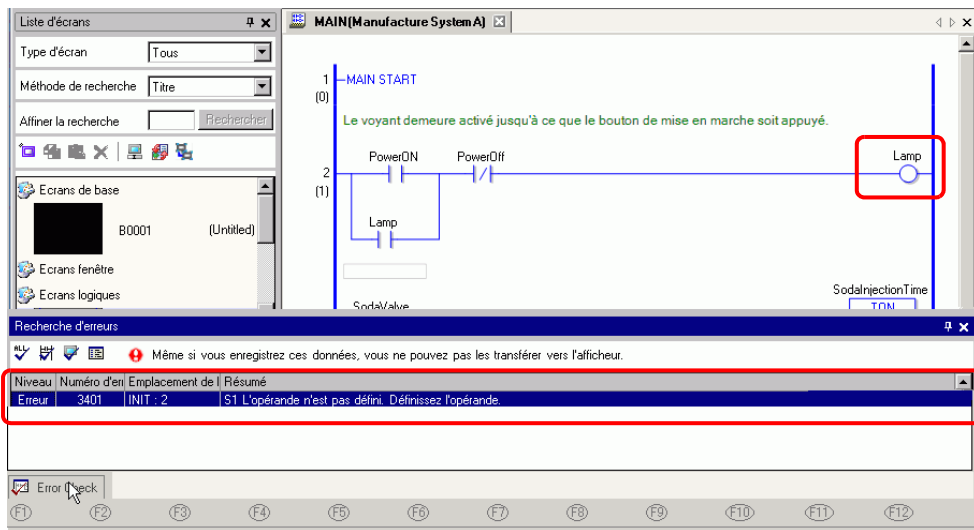 Liste d'écrans
MAIN(Manufacture SystemA)
Type d'écran
Tous
Méthode de recherche
Titre
Affiner la recherche
Rechercher
Ecrans de base
B0001
(Untitled)
Ecrans fenêtre
Ecrans logiques
1
MAIN START
(0)
Le voyant demeure activé jusqu'à ce que le bouton de mise en marche soit appuyé.
PowerON
PowerOff
Lamp
2
(1)
Lamp
SodaInjectionTime
SodaValve
TON
Recherche d'erreurs
Même si vous enregistrez ces données, vous ne pouvez pas les transférer vers l'afficheur.
Niveau Numéro d'err Emplacement de l Résumé
Erreur 3401 INIT : 2 S1 L'opérande n'est pas défini. Définissez l'opérande.
Error Check
F1 F2 F3 F4 F5 F6 F7 F8 F9 F10 F11 F12